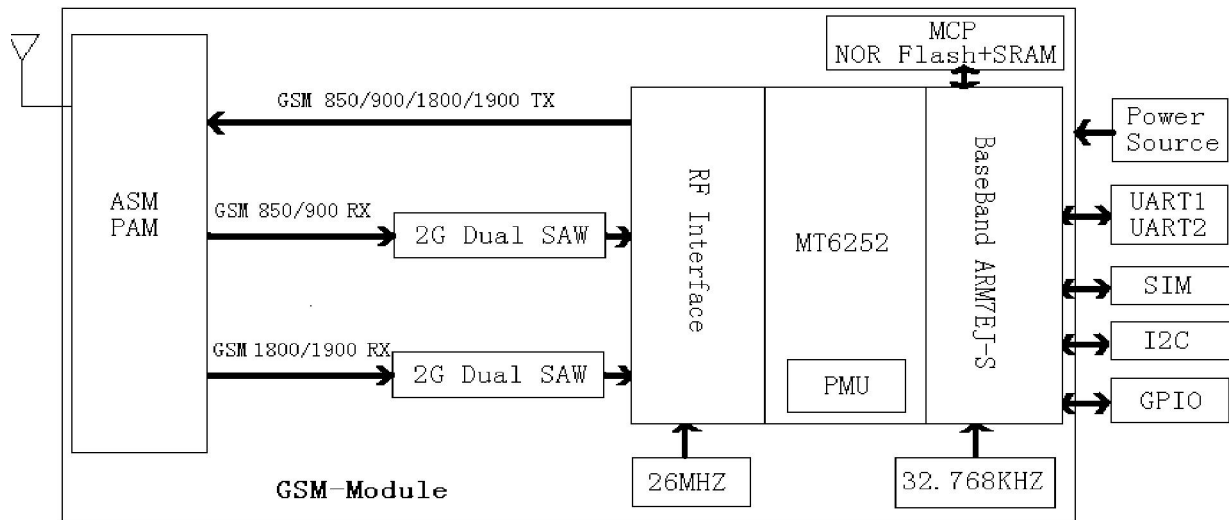 MCP
NOR Flash+SRAM
GSM 850/900/1800/1900 TX
Power
Source
ASM
PAM
GSM 850/900 RX
2G Dual SAW
RF Interface
MT6252
BaseBand ARM7EJ-S
UART1
UART2
SIM
I2C
GSM 1800/1900 RX
2G Dual SAW
PMU
GPIO
26MHZ
32.768KHZ
GSM-Module